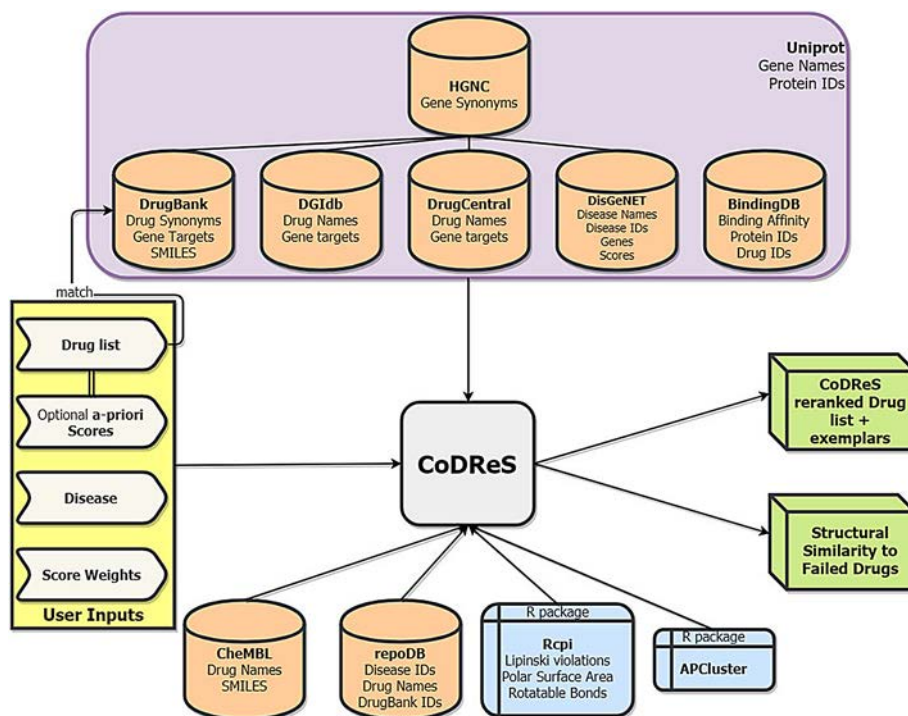 Uniprot
Gene Names
Protein IDs
HGNC
Gene Synonyms
DrugBank
Drug Synonyms
Gene Targets
SMILES
DGIdb
Drug Names
Gene targets
DrugCentral
Drug Names
Gene targets
DisGeNET
Disease Names
Disease IDs
Genes
Scores
BindingDB
Binding Affinity
Protein IDs
Drug IDs
match
Drug list
Optional a-priori
Scores
Disease
Score Weights
User Inputs
CoDReS
CoDReS
reranked Drug
list +
exemplars
Structural
Similarity to
Failed Drugs
CheMBL
Drug Names
SMILES
repoDB
Disease IDs
Drug Names
DrugBank IDs
R package
Rcpi
Lipinski violations
Polar Surface Area
Rotatable Bonds
R package
APCluster